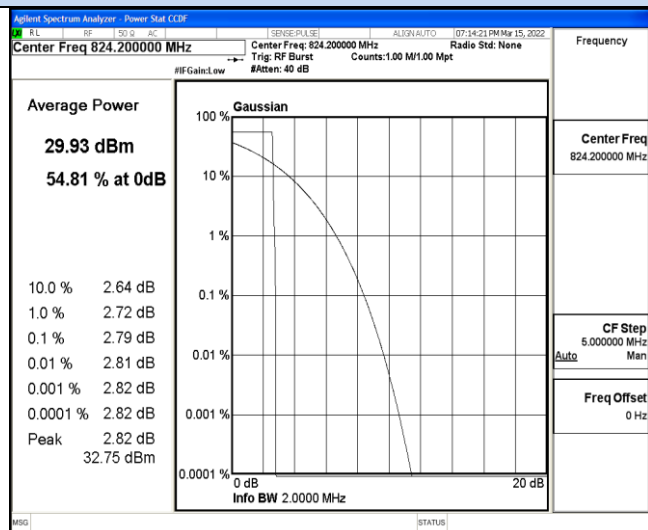 Agilent Spectrum Analyzer - Power Stat CCDF
RL RF 50 Ω AC SENSE:PULSE ALIGN AUTO 07:14:21 PM Mar 15, 2022
Center Freq 824.200000 MHz
Center Freq: 824.200000 MHz Radio Std: None
Trig: RF Burst Counts:1.00 M/1.00 Mpt
#IFGain:Low #Atten: 40 dB
Frequency
Average Power
29.93 dBm
54.81 % at 0dB
10.0 % 2.64 dB
1.0 % 2.72 dB
0.1 % 2.79 dB
0.01 % 2.81 dB
0.001 % 2.82 dB
0.0001 % 2.82 dB
Peak 2.82 dB
32.75 dBm
Gaussian
100 %
10 %
1 %
0.1 %
0.01 %
0.001 %
0.0001 %
0 dB 20 dB
Info BW 2.0000 MHz
Center Freq
824.200000 MHz
CF Step
5.000000 MHz
Auto Man
Freq Offset
0 Hz
MSG STATUS